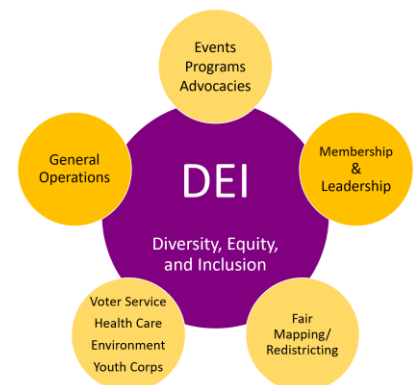 Events
Programs
Advocacies
General
Operations
Membership
&
Leadership
DEI
Diversity, Equity,
and Inclusion
Voter Service
Health Care
Environment
Youth Corps
Fair
Mapping/
Redistricting